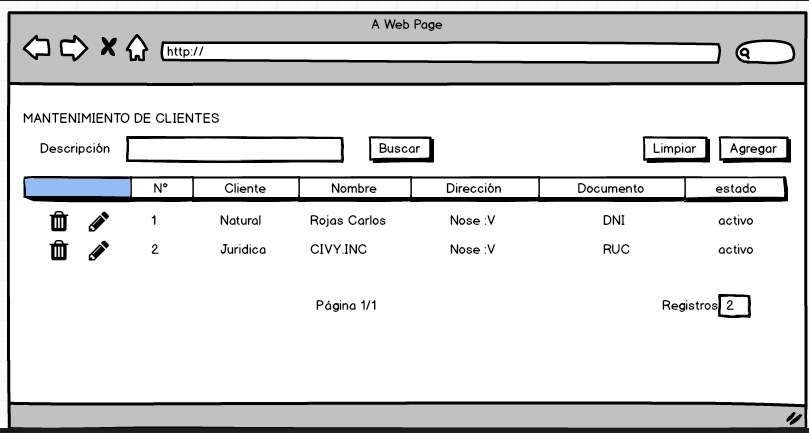 A Web Page
http://
MANTENIMIENTO DE CLIENTES
Descripción Buscar Limpiar Agregar
N° Cliente Nombre Dirección Documento estado
1 Natural Rojas Carlos Nose :V DNI activo
2 Juridica CIVY.INC Nose :V RUC activo
Página 1/1 Registros 2